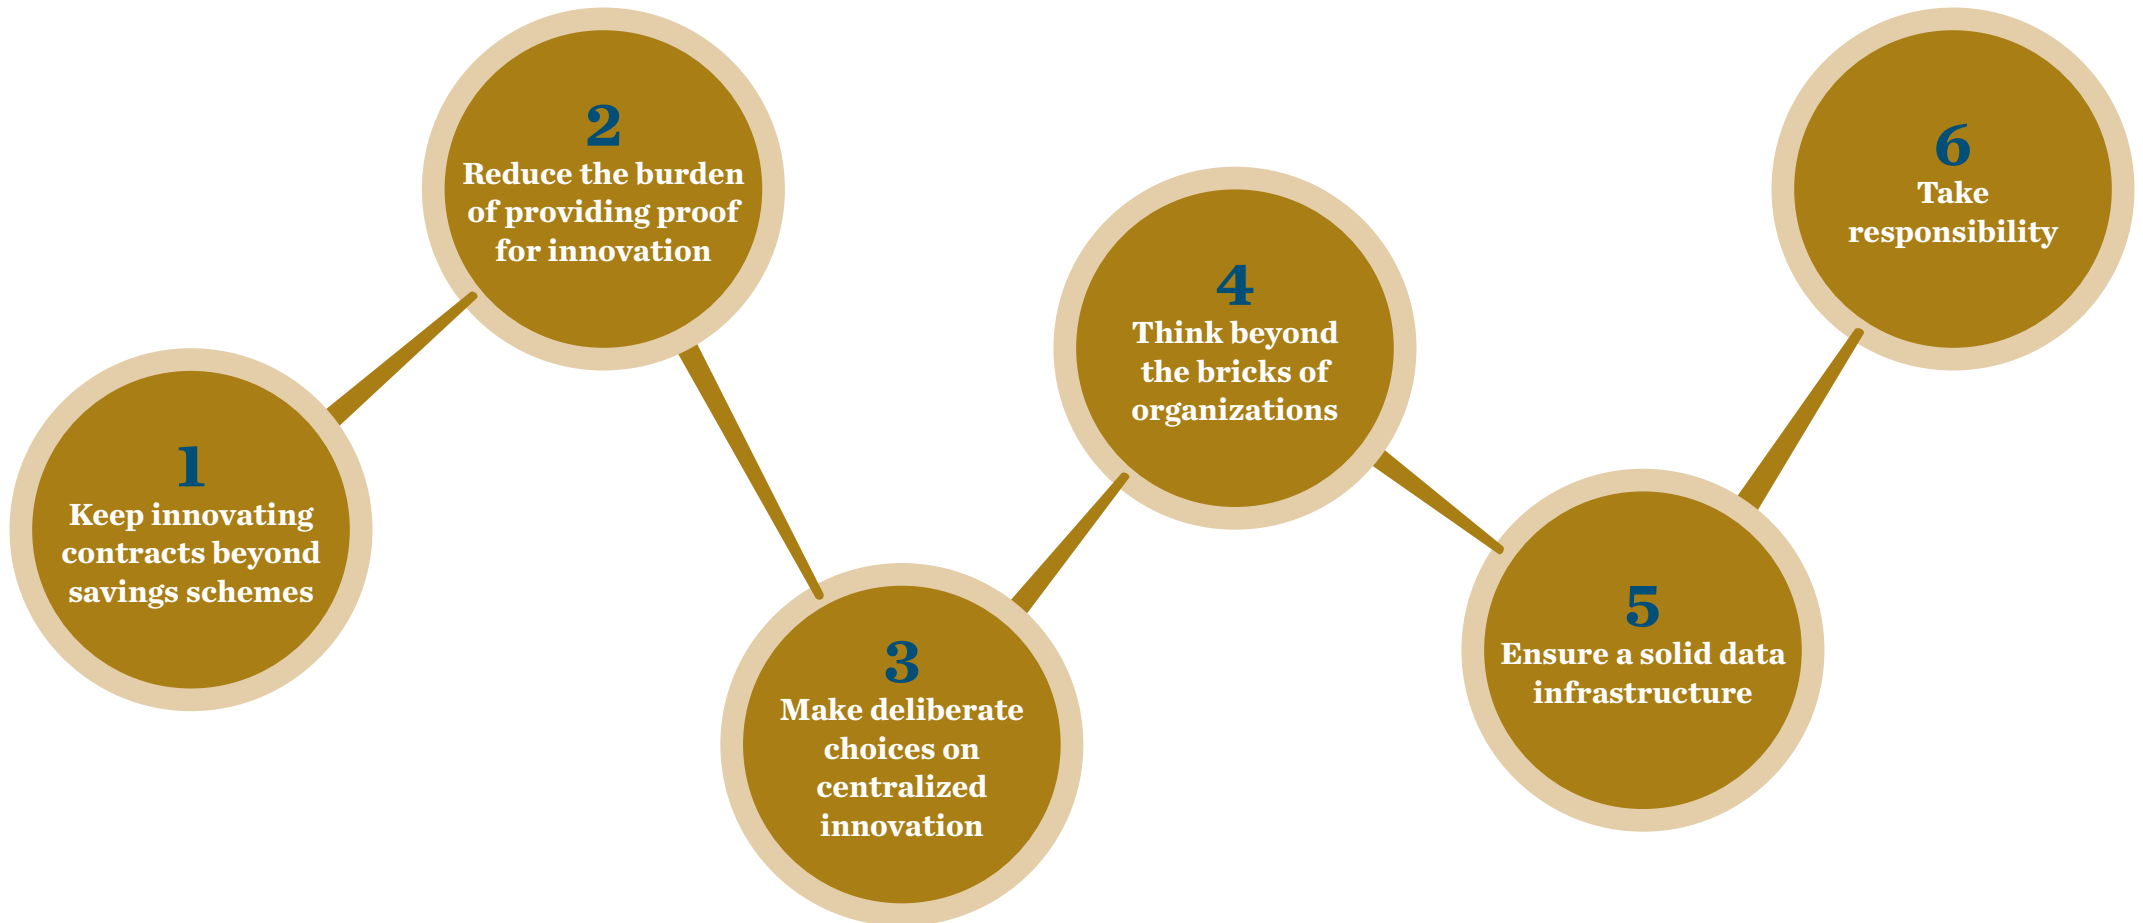 1
Keep innovating
contracts beyond
savings schemes
2
Reduce the burden
of providing proof
for innovation
3
Make deliberate
choices on
centralized
innovation
4
Think beyond
the bricks of
organizations
5
Ensure a solid data
infrastructure
6
Take
responsibility